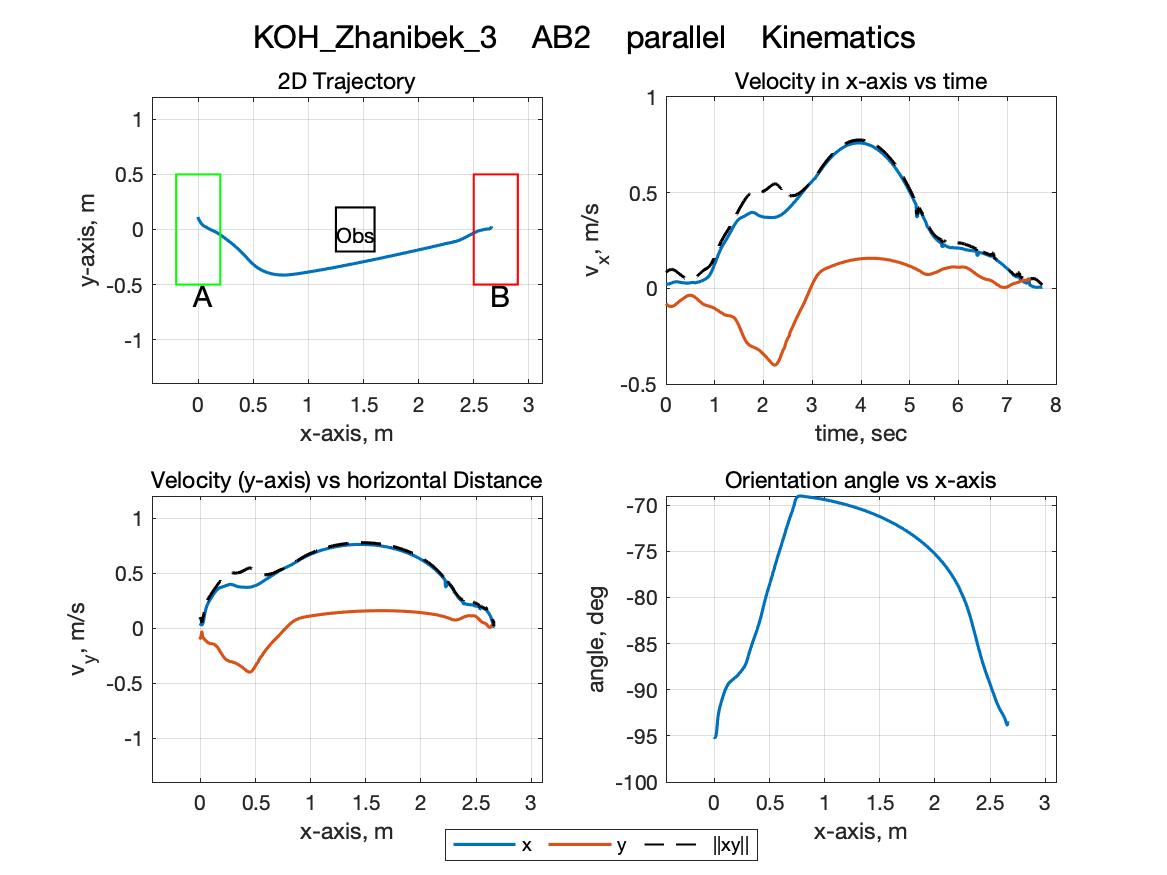 KOH_Zhanibek_3 AB2 parallel Kinematics
2D Trajectory
1
0.5
0
-0.5
-1
y-axis, m
Obs
A
B
0 0.5 1 1.5 2 2.5 3
x-axis, m
Velocity in x-axis vs time
1
0.5
0
-0.5
vx, m/s
0 1 2 3 4 5 6 7 8
time, sec
Velocity (y-axis) vs horizontal Distance
1
0.5
0
-0.5
-1
vy, m/s
0 0.5 1 1.5 2 2.5 3
x-axis, m
Orientation angle vs x-axis
-70
-75
-80
-85
-90
-95
-100
angle, deg
0 0.5 1 1.5 2 2.5 3
x-axis, m
x y ||xy||